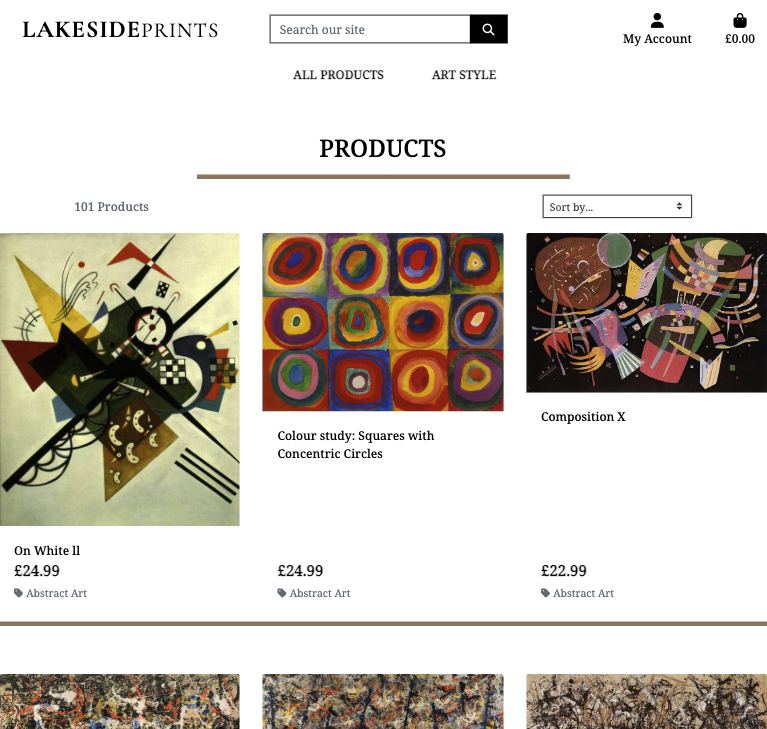 LAKESIDEPRINTS
Search our site
My Account
£0.00
ALL PRODUCTS
ART STYLE
PRODUCTS
101 Products
Sort by...
On White ll
£24.99
Abstract Art
Colour study: Squares with
Concentric Circles
£24.99
Abstract Art
Composition X
£22.99
Abstract Art